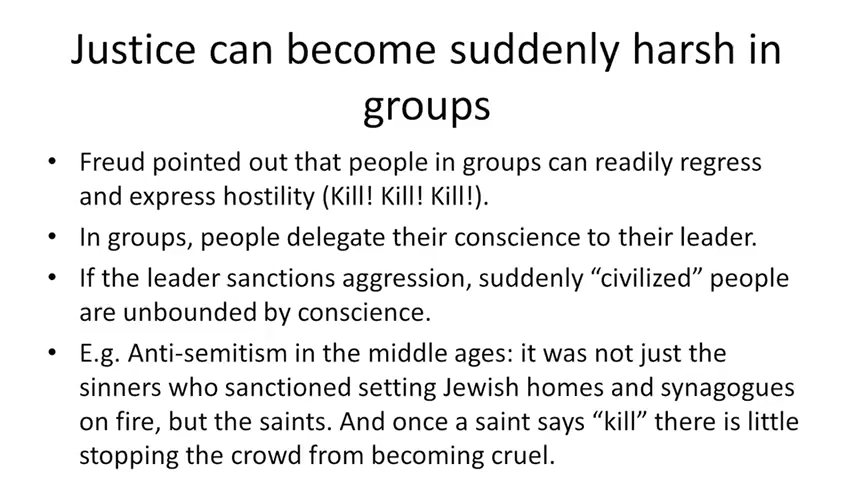 Justice can become suddenly harsh in
groups
• Freud pointed out that people in groups can readily regress
and express hostility (Kill! Kill! Kill!).
• In groups, people delegate their conscience to their leader.
• If the leader sanctions aggression, suddenly “civilized” people
are unbounded by conscience.
• E.g. Anti-semitism in the middle ages: it was not just the
sinners who sanctioned setting Jewish homes and synagogues
on fire, but the saints. And once a saint says “kill” there is little
stopping the crowd from becoming cruel.